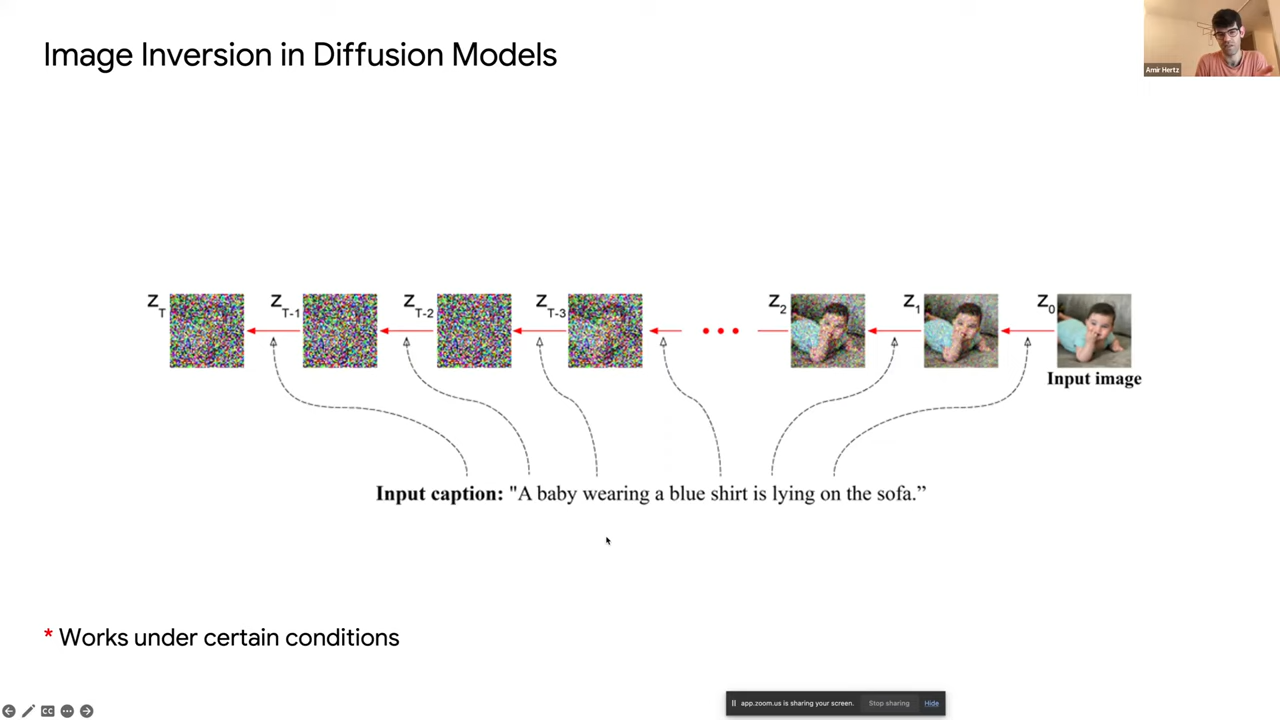 Image Inversion in Diffusion Models
Amir Hertz
Z_T Z_T-1 Z_T-2 Z_T-3 Z_2 Z_1 Z_0
Input image
Input caption: "A baby wearing a blue shirt is lying on the sofa.”
* Works under certain conditions
CC
app.zoom.us is sharing your screen. Stop sharing Hide